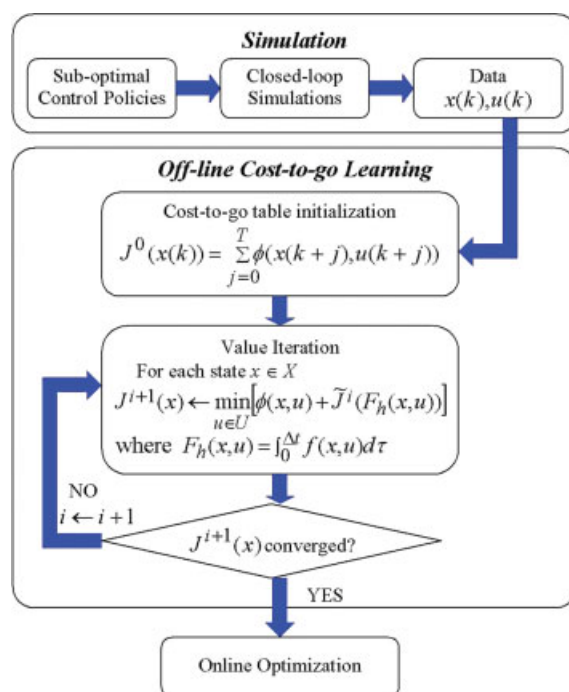 Simulation
Sub-optimal
Control Policies
Closed-loop
Simulations
Data
x(k),u(k)
Off-line Cost-to-go Learning
Cost-to-go table initialization
J^0(x(k)) = \sum_{j=0}^{T} ϕ(x(k + j),u(k + j))
Value Iteration
For each state x ∈ X
J^{i+1}(x) ← min_{u∈U}[ϕ(x,u) + J̃^i(F_h(x,u))]
where F_h(x,u) = ∫_0^{Δt} f(x,u)dτ
NO
i ← i + 1
J^{i+1}(x) converged?
YES
Online Optimization